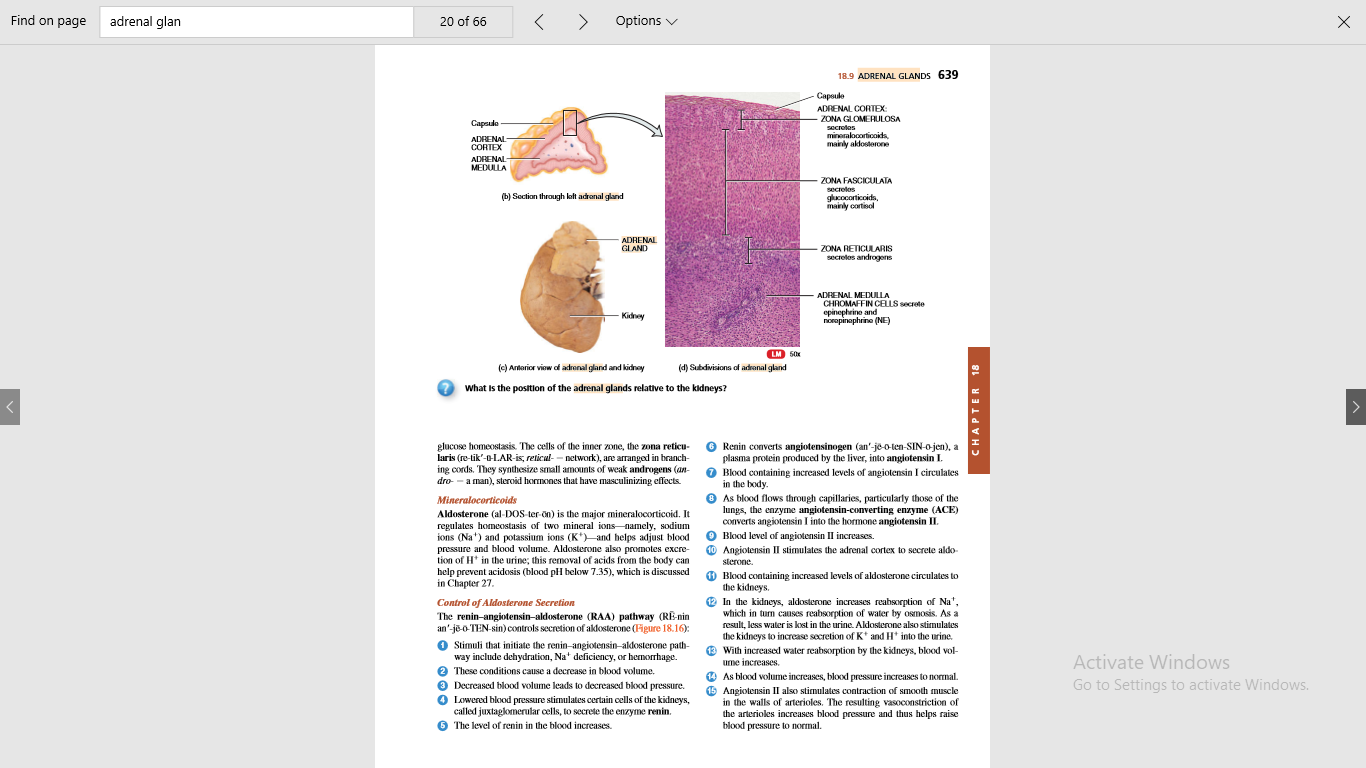 Find on page
adrenal glan
20 of 66
Options
18.9 ADRENAL GLANDS 639
Capsule
ADRENAL
CORTEX
ADRENAL
MEDULLA
(b) Section through left adrenal gland
ADRENAL
GLAND
Kidney
(c) Anterior view of adrenal gland and kidney
Capsule
ADRENAL CORTEX:
ZONA GLOMERULOSA
secretes
mineralocorticoids,
mainly aldosterone
ZONA FASCICULATA
secretes
glucocorticoids,
mainly cortisol
ZONA RETICULARIS
secretes androgens
ADRENAL MEDULLA
CHROMAFFIN CELLS secrete
epinephrine and
norepinephrine (NE)
LM 50x
(d) Subdivisions of adrenal gland
? What is the position of the adrenal glands relative to the kidneys?
CHAPTER 18
glucose homeostasis. The cells of the inner zone, the zona reticu-
laris (re-tik′-ū-LAR-is; reticul- = network), are arranged in branch-
ing cords. They synthesize small amounts of weak androgens (an-
dro- = a man), steroid hormones that have masculinizing effects.
Mineralocorticoids
Aldosterone (al-DOS-ter-ōn) is the major mineralocorticoid. It
regulates homeostasis of two mineral ions—namely, sodium
ions (Na⁺) and potassium ions (K⁺)—and helps adjust blood
pressure and blood volume. Aldosterone also promotes excre-
tion of H⁺ in the urine; this removal of acids from the body can
help prevent acidosis (blood pH below 7.35), which is discussed
in Chapter 27.
Control of Aldosterone Secretion
The renin–angiotensin–aldosterone (RAA) pathway (RĒ-nin
an′-jē-ō-TEN-sin) controls secretion of aldosterone (Figure 18.16):
1 Stimuli that initiate the renin–angiotensin–aldosterone path-
way include dehydration, Na⁺ deficiency, or hemorrhage.
2 These conditions cause a decrease in blood volume.
3 Decreased blood volume leads to decreased blood pressure.
4 Lowered blood pressure stimulates certain cells of the kidneys,
called juxtaglomerular cells, to secrete the enzyme renin.
5 The level of renin in the blood increases.
6 Renin converts angiotensinogen (an′-jē-ō-ten-SIN-ō-jen), a
plasma protein produced by the liver, into angiotensin I.
7 Blood containing increased levels of angiotensin I circulates
in the body.
8 As blood flows through capillaries, particularly those of the
lungs, the enzyme angiotensin-converting enzyme (ACE)
converts angiotensin I into the hormone angiotensin II.
9 Blood level of angiotensin II increases.
10 Angiotensin II stimulates the adrenal cortex to secrete aldo-
sterone.
11 Blood containing increased levels of aldosterone circulates to
the kidneys.
12 In the kidneys, aldosterone increases reabsorption of Na⁺,
which in turn causes reabsorption of water by osmosis. As a
result, less water is lost in the urine. Aldosterone also stimulates
the kidneys to increase secretion of K⁺ and H⁺ into the urine.
13 With increased water reabsorption by the kidneys, blood vol-
ume increases.
14 As blood volume increases, blood pressure increases to normal.
15 Angiotensin II also stimulates contraction of smooth muscle
in the walls of arterioles. The resulting vasoconstriction of
the arterioles increases blood pressure and thus helps raise
blood pressure to normal.
Activate Windows
Go to Settings to activate Windows.